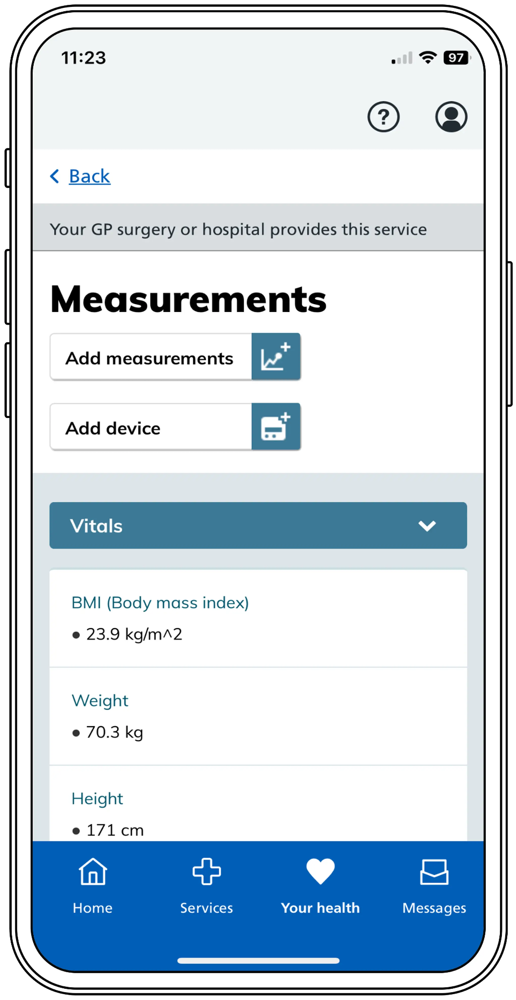 11:23
97
?
Back
Your GP surgery or hospital provides this service
Measurements
Add measurements
Add device
Vitals
BMI (Body mass index)
• 23.9 kg/m^2
Weight
• 70.3 kg
Height
• 171 cm
Home Services Your health Messages